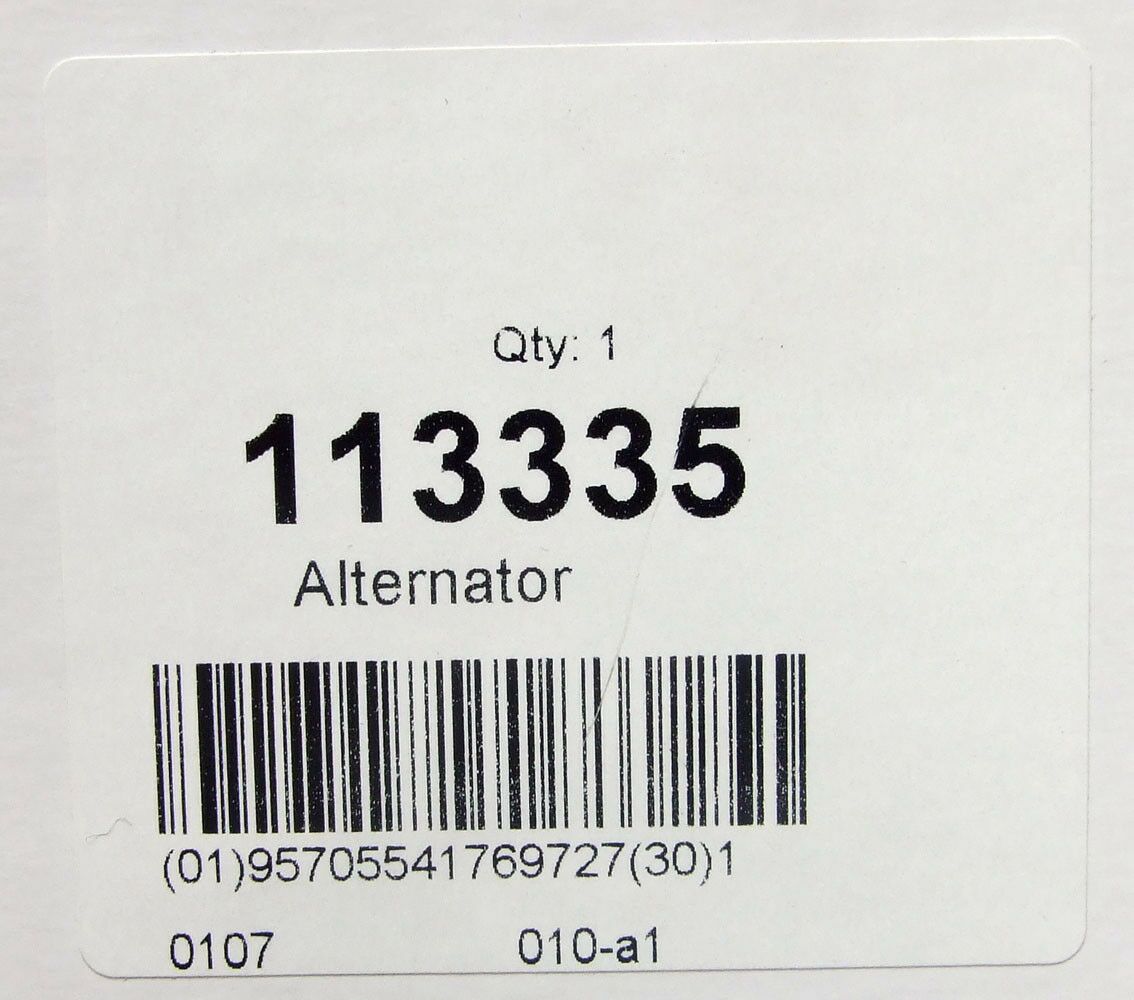 Qty: 1
113335
Alternator
(01)95705541769727(30)1
0107 010-a1